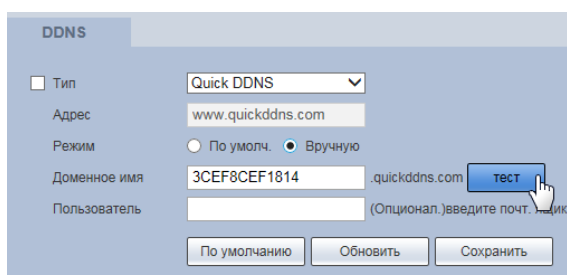 DDNS
Тип Quick DDNS
Адрес www.quickddns.com
Режим По умолч. Вручную
Доменное имя 3CEF8CEF1814 .quickddns.com тест
Пользователь (Опционал.)введите почт. ящик
По умолчанию Обновить Сохранить